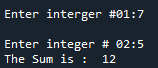 Enter interger #01:7
Enter integer # 02:5
The Sum is :  12